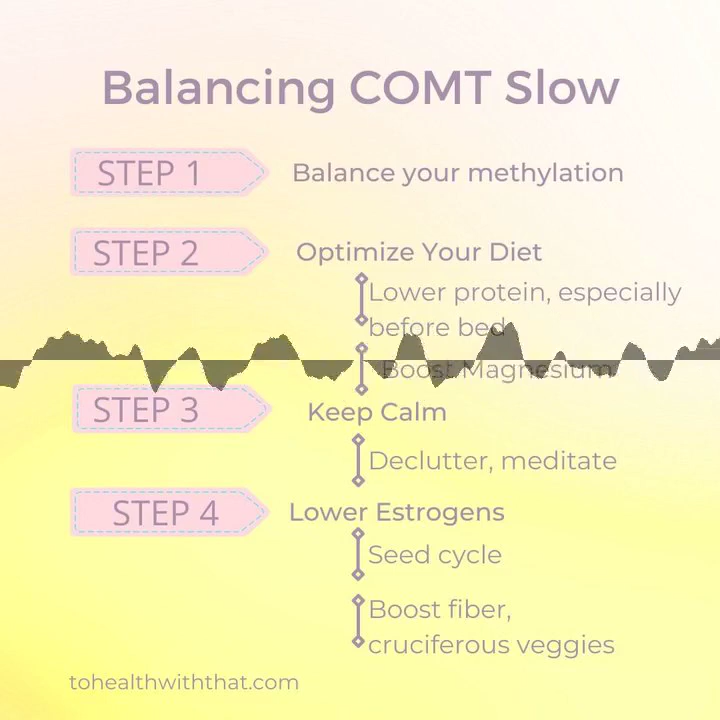 Balancing COMT Slow
STEP 1 Balance your methylation
STEP 2 Optimize Your Diet
Lower protein, especially
before bed
Boost Magnesium
STEP 3 Keep Calm
Declutter, meditate
STEP 4 Lower Estrogens
Seed cycle
Boost fiber,
cruciferous veggies
tohealthwiththat.com